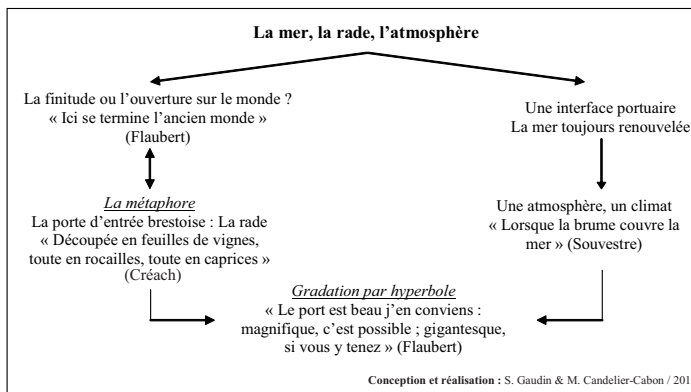 La mer, la rade, l’atmosphère
La finitude ou l’ouverture sur le monde ?
« Ici se termine l’ancien monde »
(Flaubert)
Une interface portuaire
La mer toujours renouvelée
La métaphore
La porte d’entrée brestoise : La rade
« Découpée en feuilles de vignes,
toute en rocailles, toute en caprices »
(Créach)
Une atmosphère, un climat
« Lorsque la brume couvre la
mer » (Souvestre)
Gradation par hyperbole
« Le port est beau j’en conviens :
magnifique, c’est possible ; gigantesque,
si vous y tenez » (Flaubert)
Conception et réalisation : S. Gaudin & M. Candelier-Cabon / 201